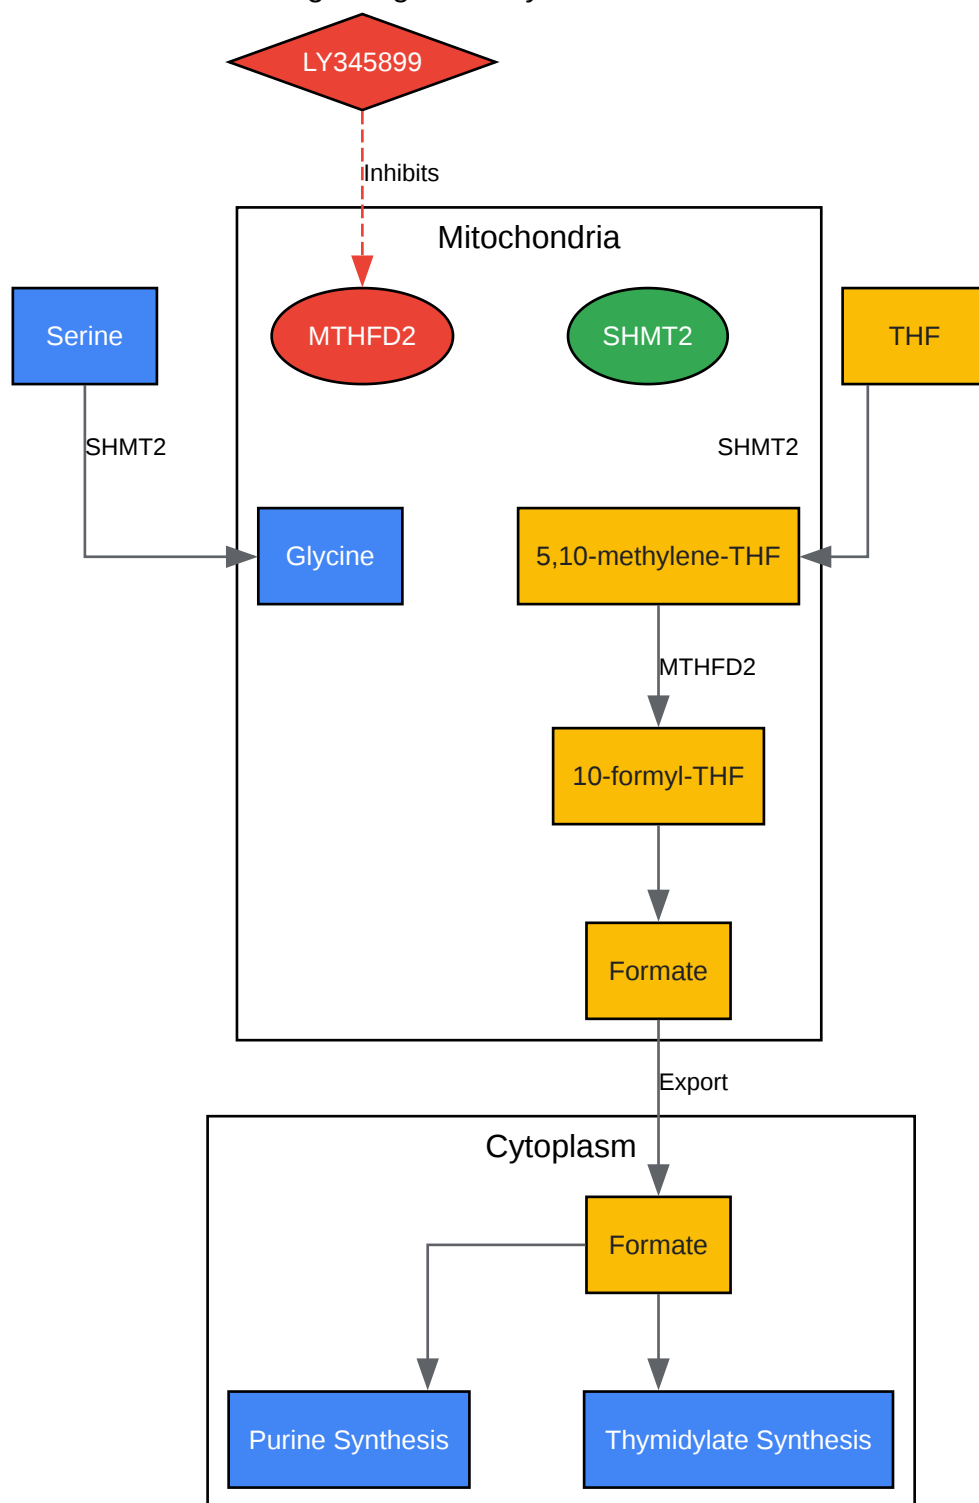 LY345899
Inhibits
Mitochondria
Serine
MTHFD2
SHMT2
THF
SHMT2
SHMT2
Glycine
5,10-methylene-THF
MTHFD2
10-formyl-THF
Formate
Export
Cytoplasm
Formate
Purine Synthesis
Thymidylate Synthesis